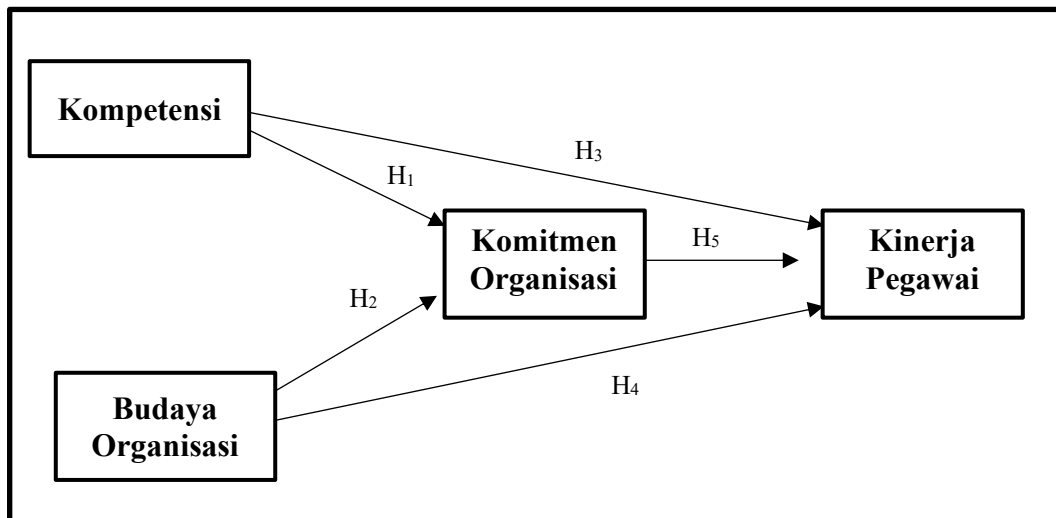 Kompetensi
H3
H1
Komitmen
Organisasi
H5
Kinerja
Pegawai
H2
H4
Budaya
Organisasi